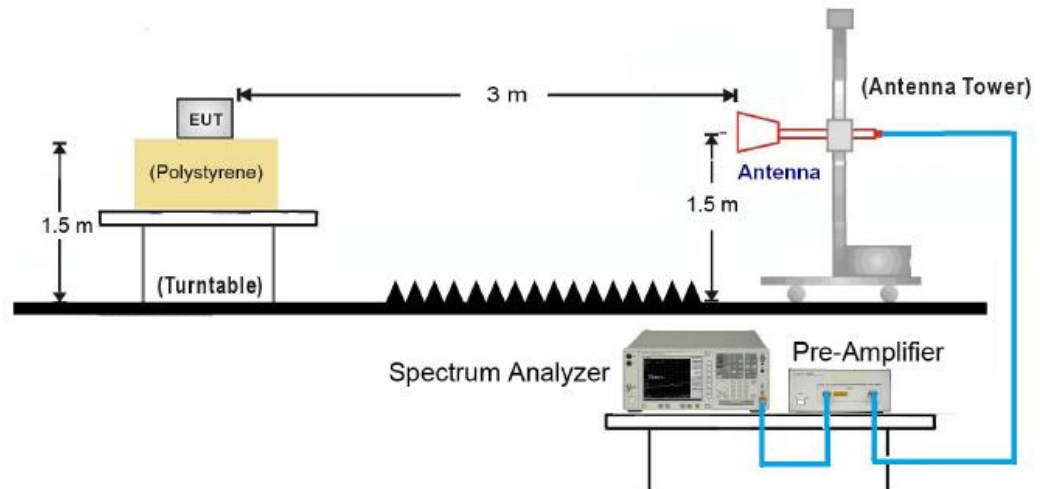 3 m
(Antenna Tower)
EUT
(Polystyrene)
Antenna
1.5 m
1.5 m
(Turntable)
Spectrum Analyzer
Pre-Amplifier